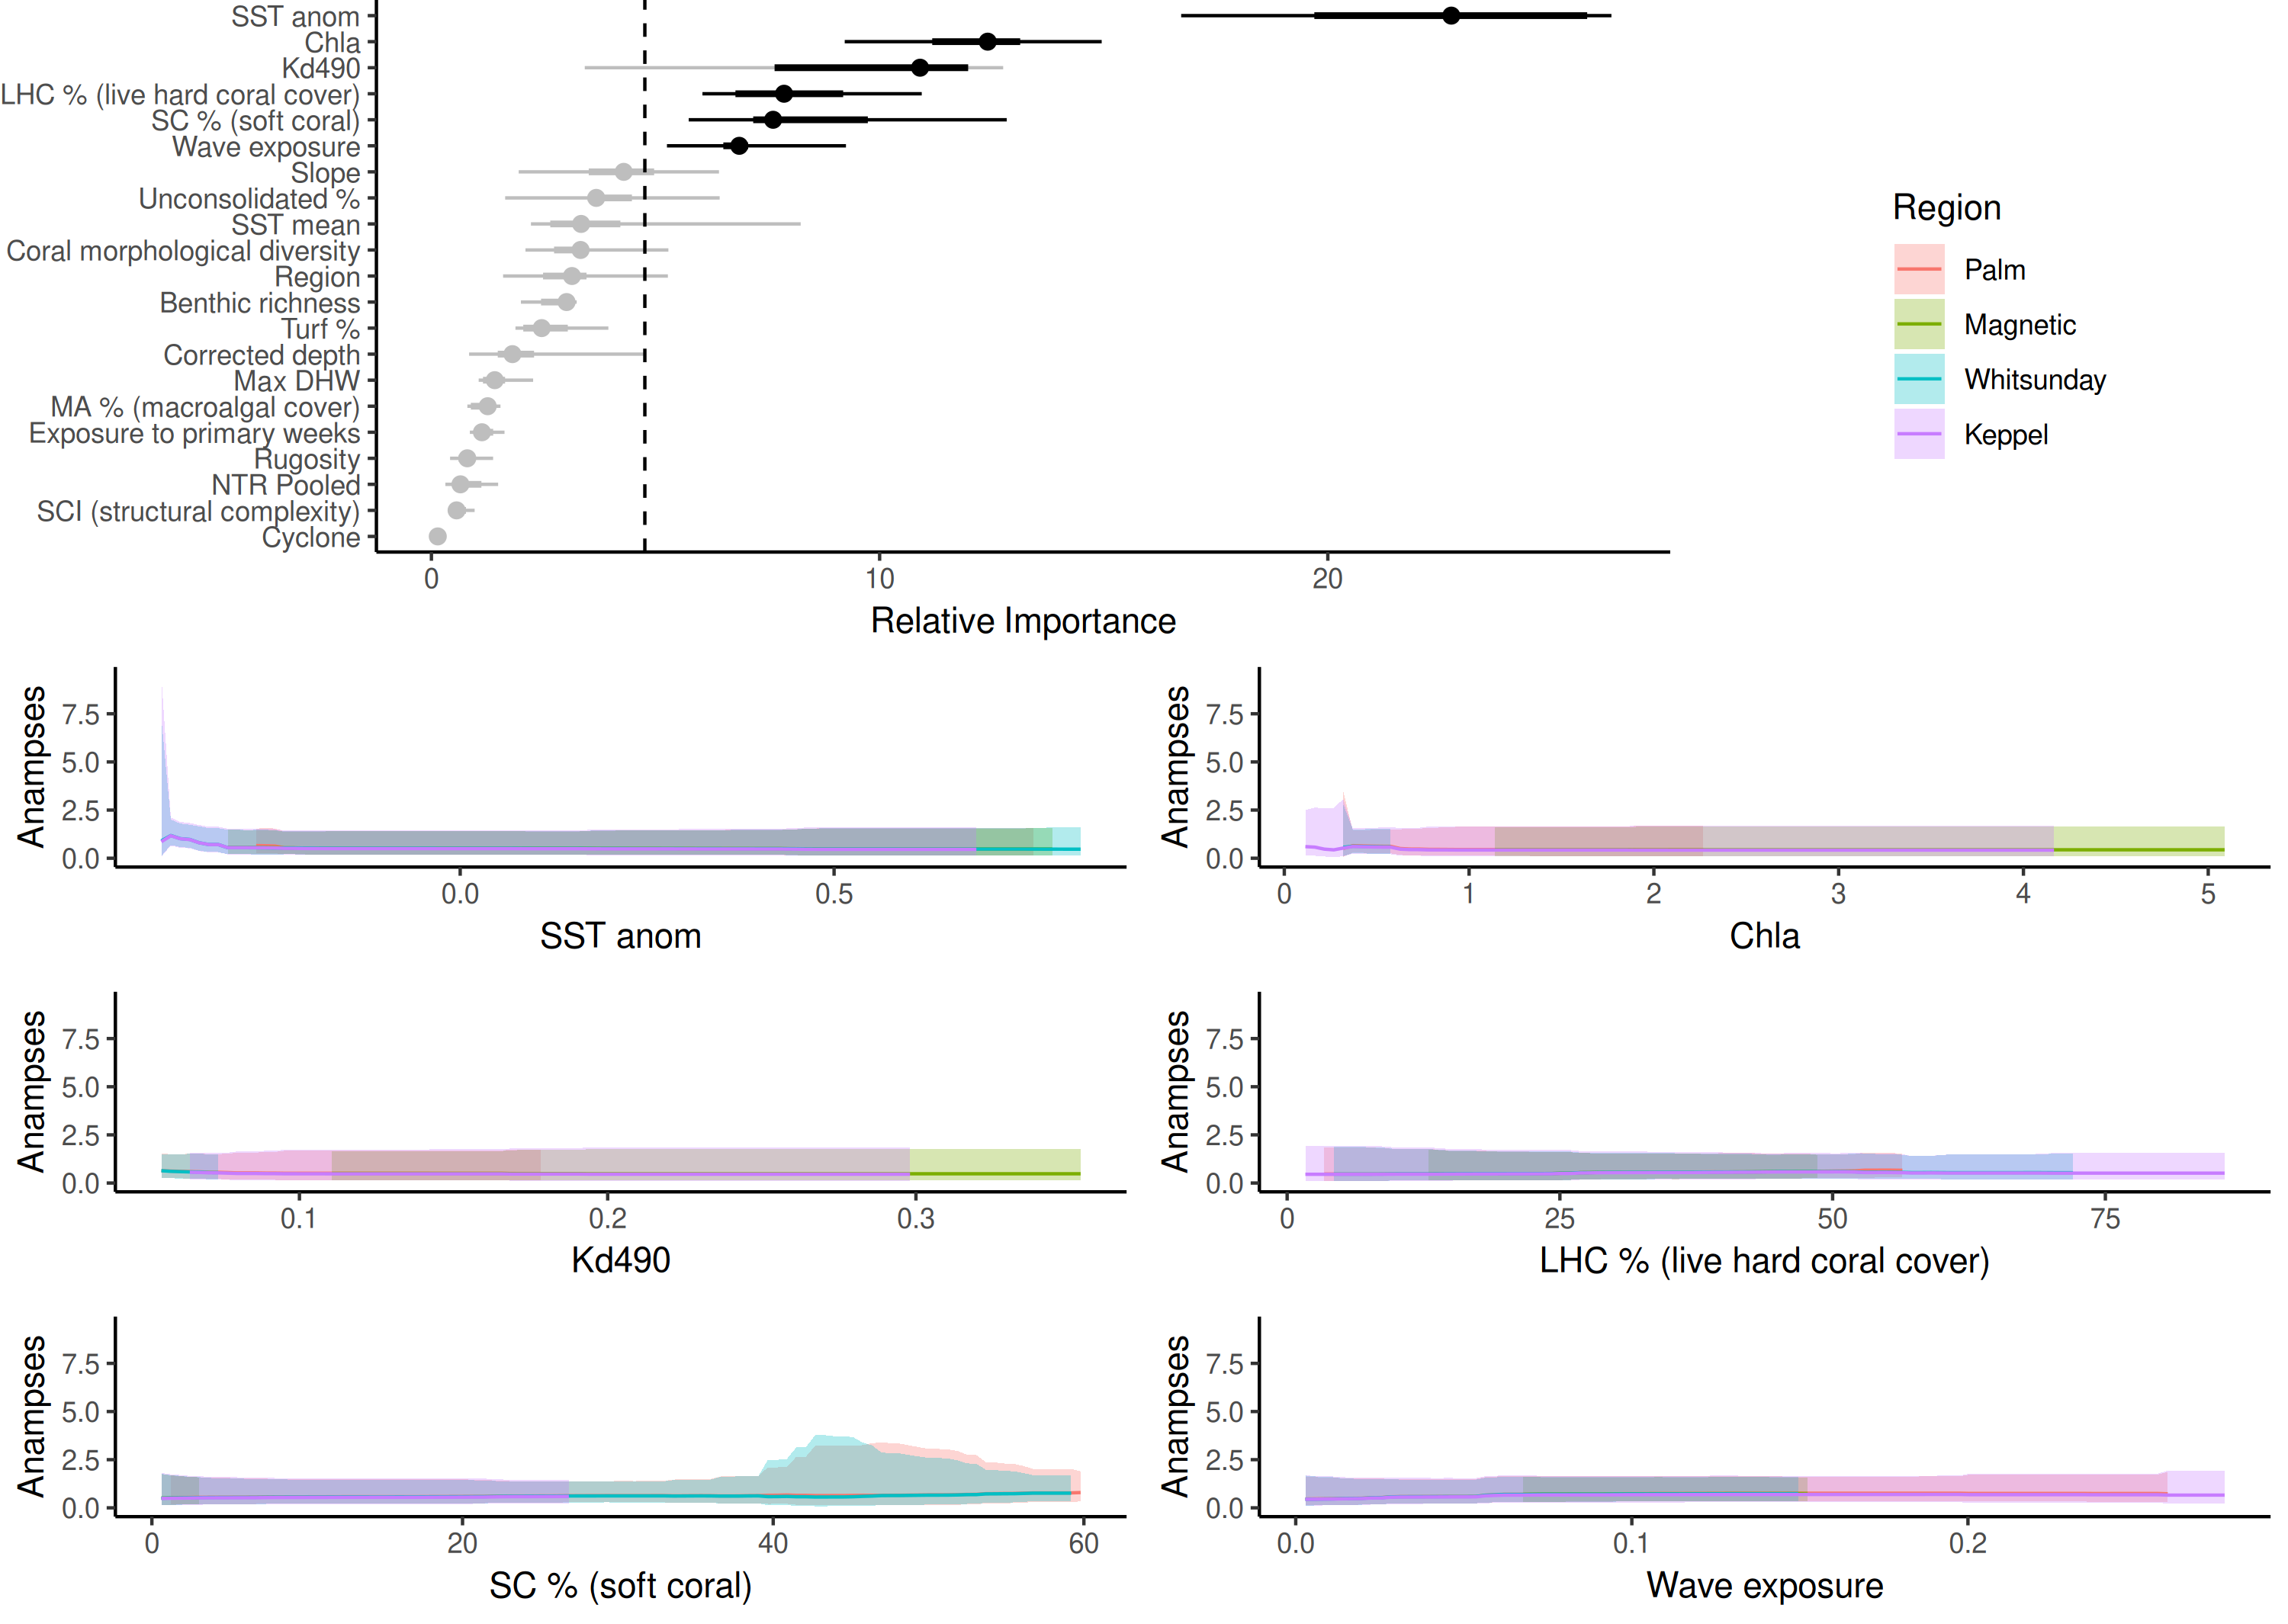 SST anom
Chla
Kd490
LHC % (live hard coral cover)
SC % (soft coral)
Wave exposure
Slope
Unconsolidated %
SST mean
Coral morphological diversity
Region
Benthic richness
Turf %
Corrected depth
Max DHW
MA % (macroalgal cover)
Exposure to primary weeks
Rugosity
NTR Pooled
SCI (structural complexity)
Cyclone
0 10 20
Relative Importance
Region
Palm
Magnetic
Whitsunday
Keppel
Anampses
7.5
5.0
2.5
0.0
0.0 0.5
SST anom
Anampses
7.5
5.0
2.5
0.0
0 1 2 3 4 5
Chla
Anampses
7.5
5.0
2.5
0.0
0.1 0.2 0.3
Kd490
Anampses
7.5
5.0
2.5
0.0
0 25 50 75
LHC % (live hard coral cover)
Anampses
7.5
5.0
2.5
0.0
0 20 40 60
SC % (soft coral)
Anampses
7.5
5.0
2.5
0.0
0.0 0.1 0.2
Wave exposure